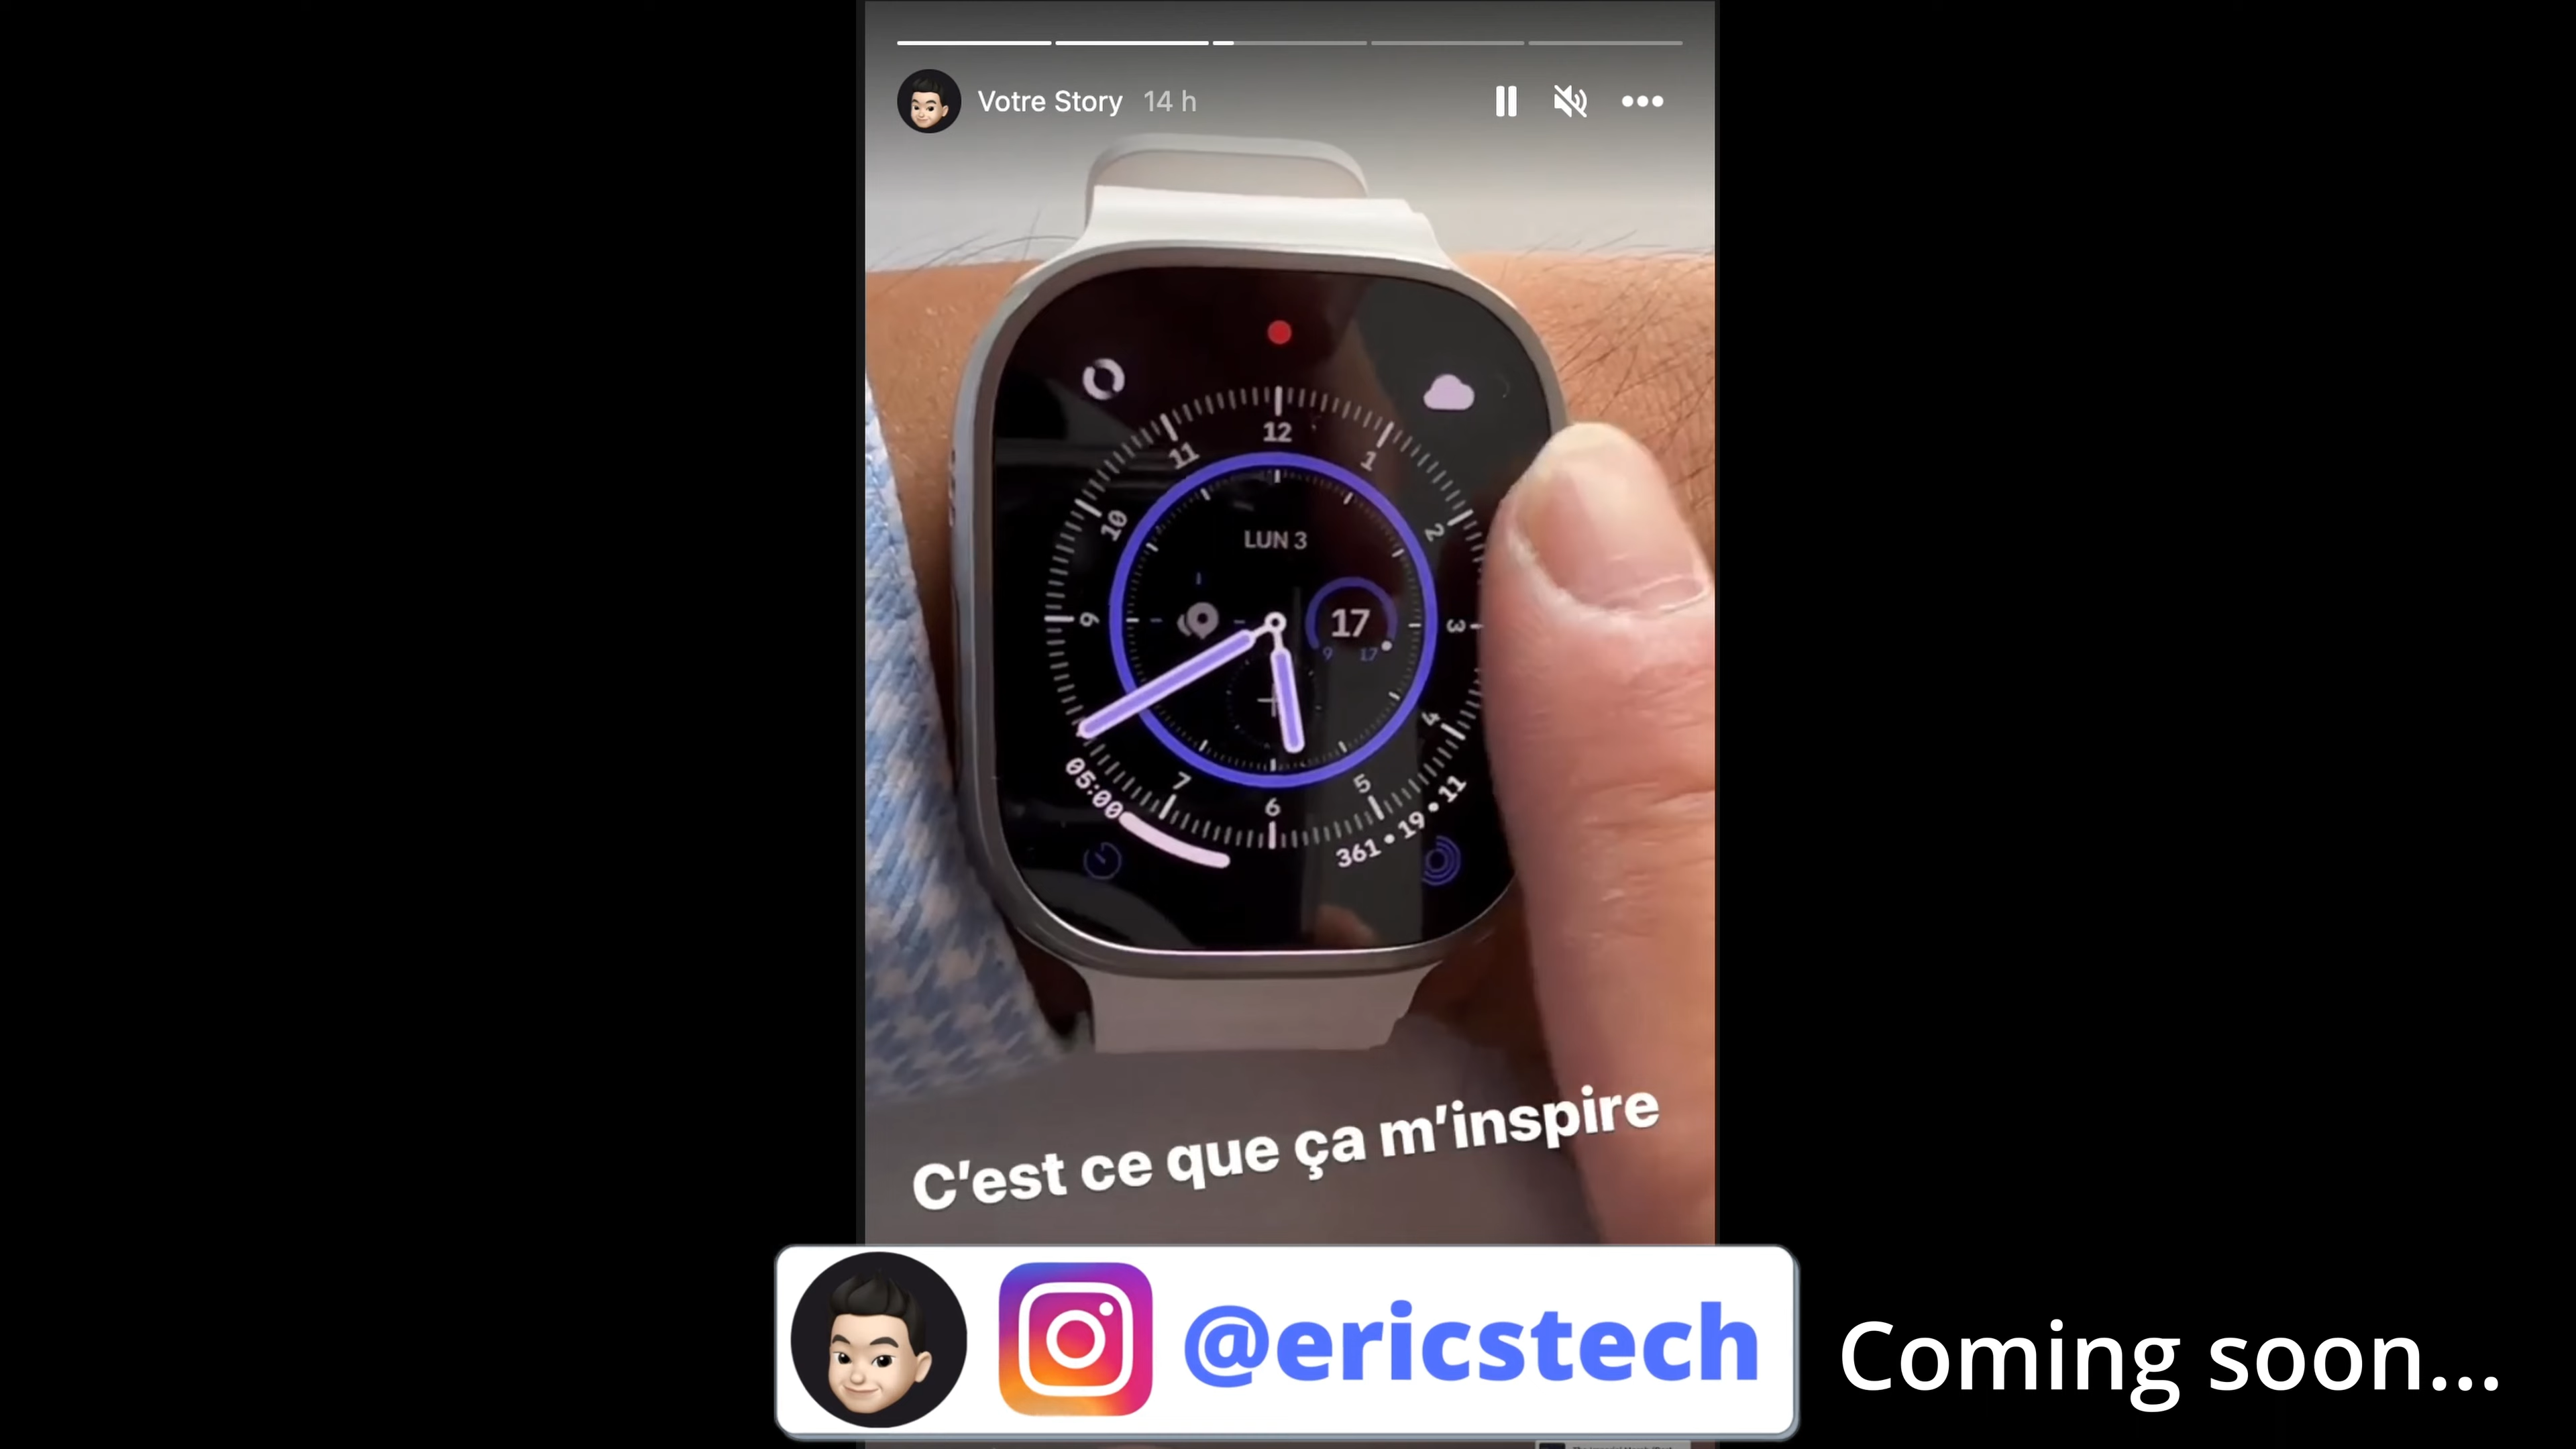 Votre Story 14 h
12
11
1
10
2
LUN 3
9
17
3
9 17
4
05:00
7
5
6
361 • 19 • 11
C'est ce que ça m'inspire
@ericstech
Coming soon...